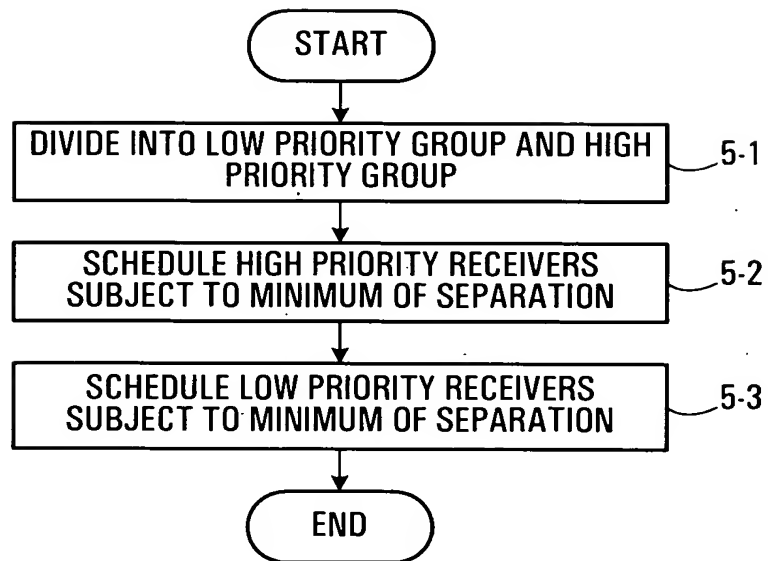 START
DIVIDE INTO LOW PRIORITY GROUP AND HIGH
PRIORITY GROUP
5-1
SCHEDULE HIGH PRIORITY RECEIVERS
SUBJECT TO MINIMUM OF SEPARATION
5-2
SCHEDULE LOW PRIORITY RECEIVERS
SUBJECT TO MINIMUM OF SEPARATION
5-3
END